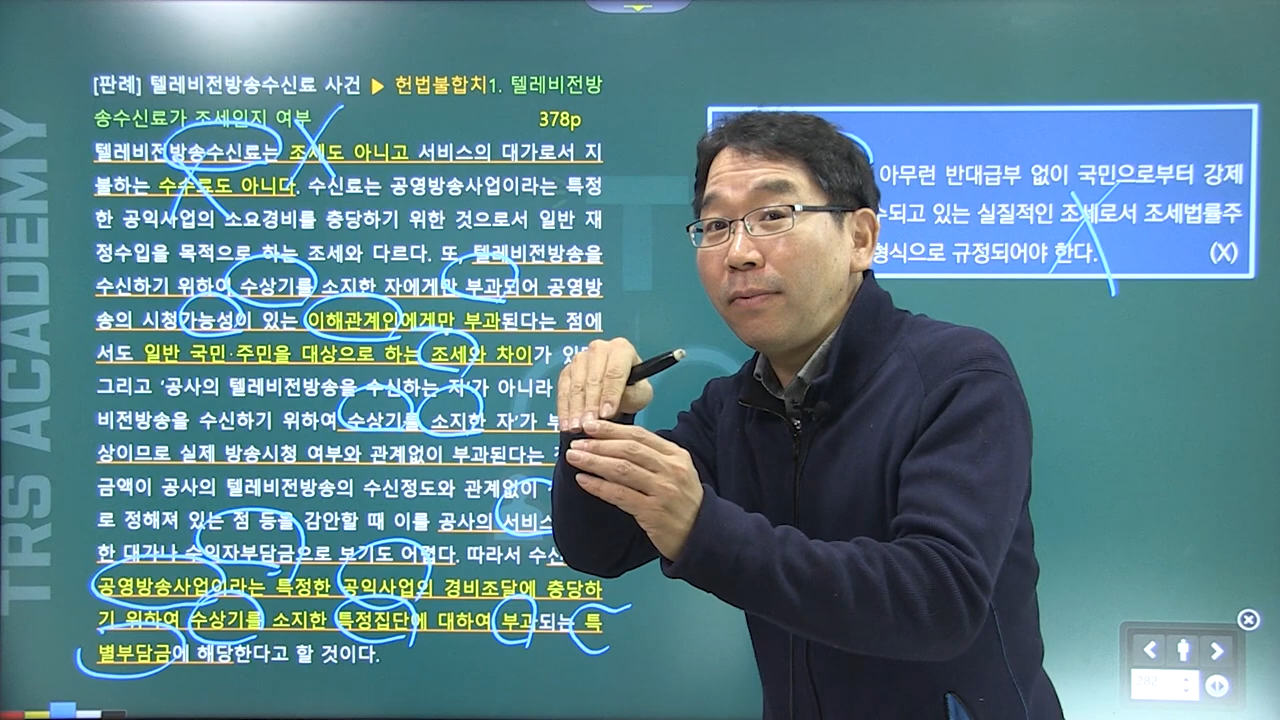 [판례] 텔레비전방송수신료 사건 ▶ 헌법불합치1. 텔레비전방
송수신료가 조세인지 여부 378p
텔레비전방송수신료는 조세도 아니고 서비스의 대가로서 지
불하는 수수료도 아니다. 수신료는 공영방송사업이라는 특정
한 공익사업의 소요경비를 충당하기 위한 것으로서 일반 재
정수입을 목적으로 하는 조세와 다르다. 또, 텔레비전방송을
수신하기 위하여 수상기를 소지한 자에게만 부과되어 공영방
송의 시청가능성이 있는 이해관계인에게만 부과된다는 점에
서도 일반 국민·주민을 대상으로 하는 조세와 차이가
그리고 '공사의 텔레비전방송을 수신하는 자'가 아니라
비전방송을 수신하기 위하여 수상기를 소지한 자'가
상이므로 실제 방송시청 여부와 관계없이 부과된다는
금액이 공사의 텔레비전방송의 수신정도와 관계없이
로 정해져 있는 점 등을 감안할 때 이를 공사의 서비스
한 대가나 수익자부담금으로 보기도 어렵다. 따라서
공영방송사업이라는 특정한 공익사업의 경비조달에 충당하
기 위하여 수상기를 소지한 특정집단에 대하여 부과되는 특
별부담금에 해당한다고 할 것이다.
아무런 반대급부 없이 국민으로부터 강제
되고 있는 실질적인 조세로서 조세법률주
형식으로 규정되어야 한다. (X)
TRS ACADEMY
282